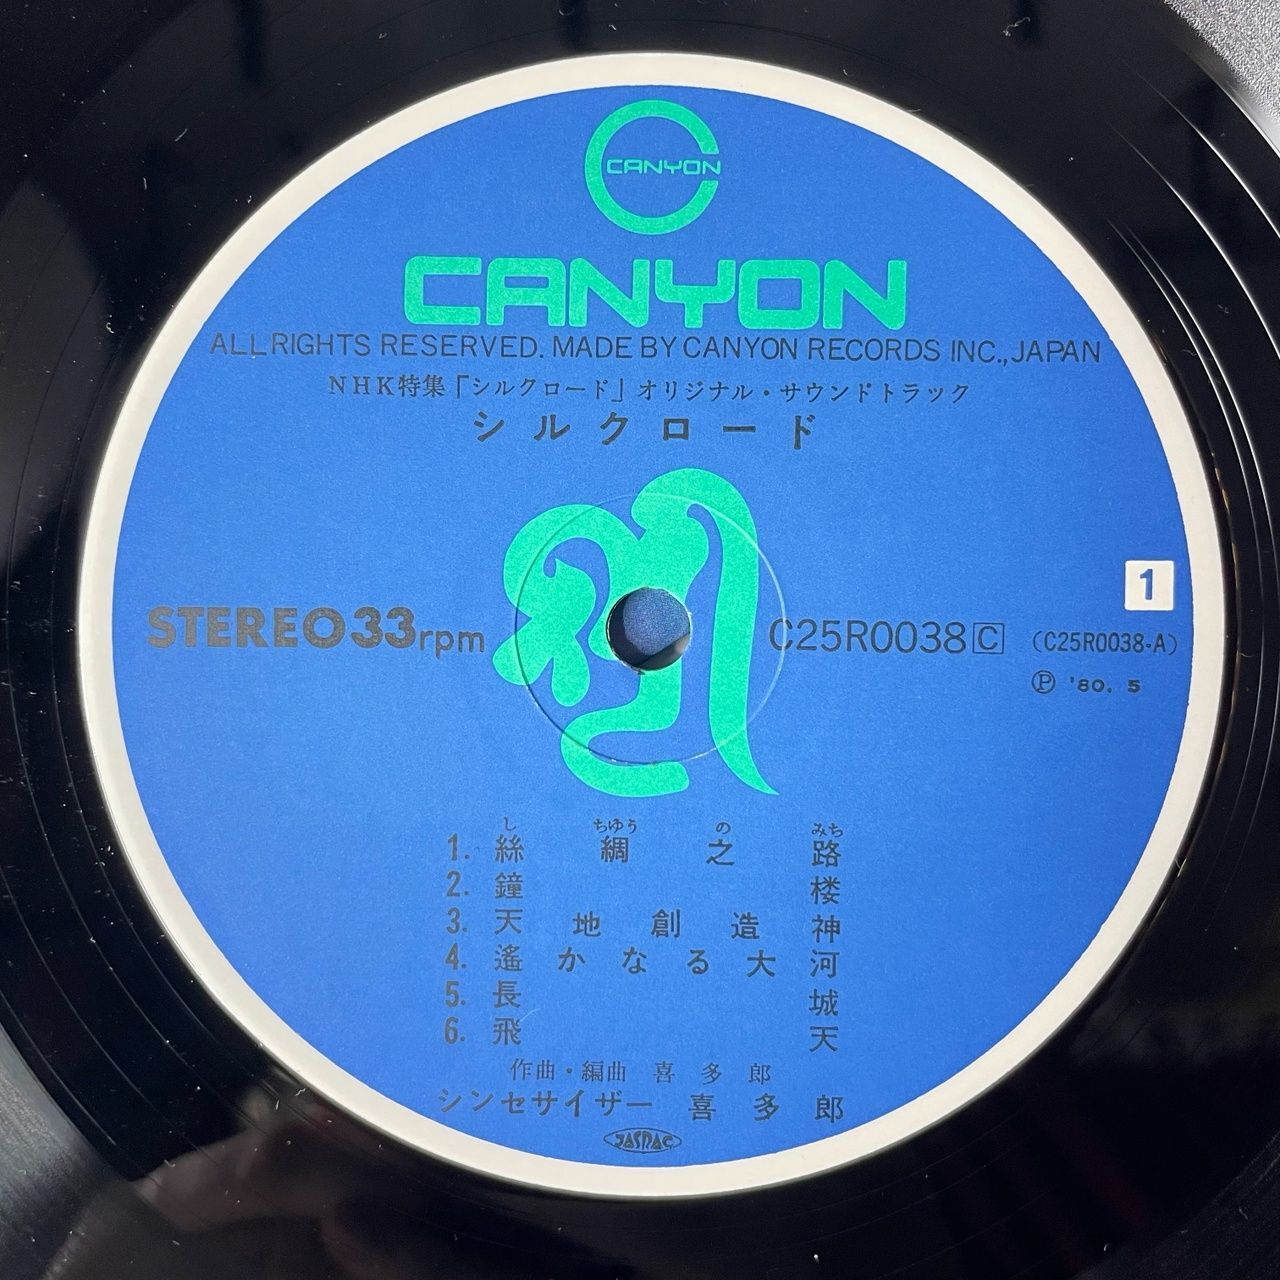 CANYON
CANYON
ALL RIGHTS RESERVED. MADE BY CANYON RECORDS INC., JAPAN
NHK特集「シルクロード」オリジナル・サウンドトラック
シルクロード
1
STEREO 33rpm
C25R0038 C (C25R0038-A)
Ⓟ '80. 5
し ちゆう の みち
1. 絲綢之路
2. 鐘楼
3. 天地創造神
4. 遙かなる大河
5. 長城
6. 飛天
作曲・編曲 喜多郎
シンセサイザー 喜多郎
JASRAC